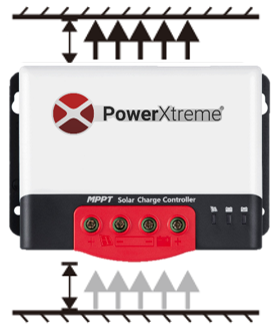 PowerXtreme®
MPPT Solar Charge Controller
+ − − +